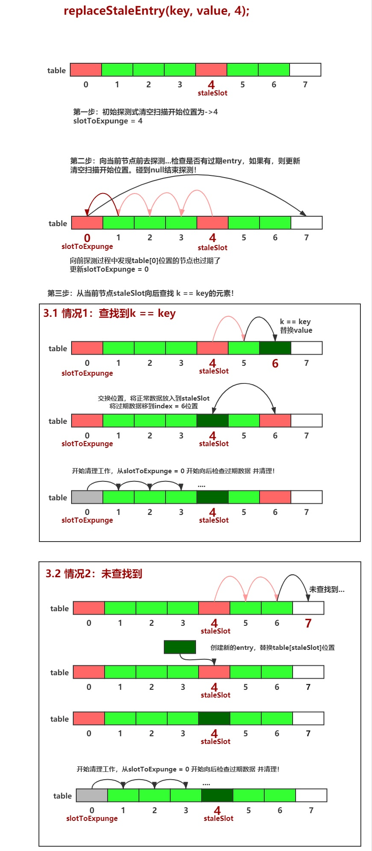 replaceStaleEntry(key, value, 4);
table
0 1 2 3 4 5 6 7
staleSlot
第一步：初始探测式清空扫描开始位置为->4
slotToExpunge = 4
第二步：向当前节点前去探测...检查是否有过期entry，如果有，则更新
清空扫描开始位置。碰到null结束探测！
table
0 1 2 3 4 5 6 7
slotToExpunge staleSlot
向前探测过程中发现table[0]位置的节点也过期了
更新slotToExpunge = 0
第三步：从当前节点staleSlot向后查找 k == key的元素！
3.1 情况1：查找到k == key
k == key
替换value
table
0 1 2 3 4 5 6 7
slotToExpunge staleSlot
交换位置，将正常数据放入到staleSlot
将过期数据移到index = 6位置
table
0 1 2 3 4 5 6 7
slotToExpunge staleSlot
开始清理工作，从slotToExpunge = 0 开始向后检查过期数据 并清理！
....
table
0 1 2 3 4 5 6 7
slotToExpunge staleSlot
3.2 情况2：未查找到
未查找到...
table
0 1 2 3 4 5 6 7
staleSlot
创建新的entry，替换table[staleSlot]位置
table
0 1 2 3 4 5 6 7
staleSlot
table
0 1 2 3 4 5 6 7
staleSlot
开始清理工作，从slotToExpunge = 0 开始向后检查过期数据 并清理！
....
table
0 1 2 3 4 5 6 7
slotToExpunge staleSlot